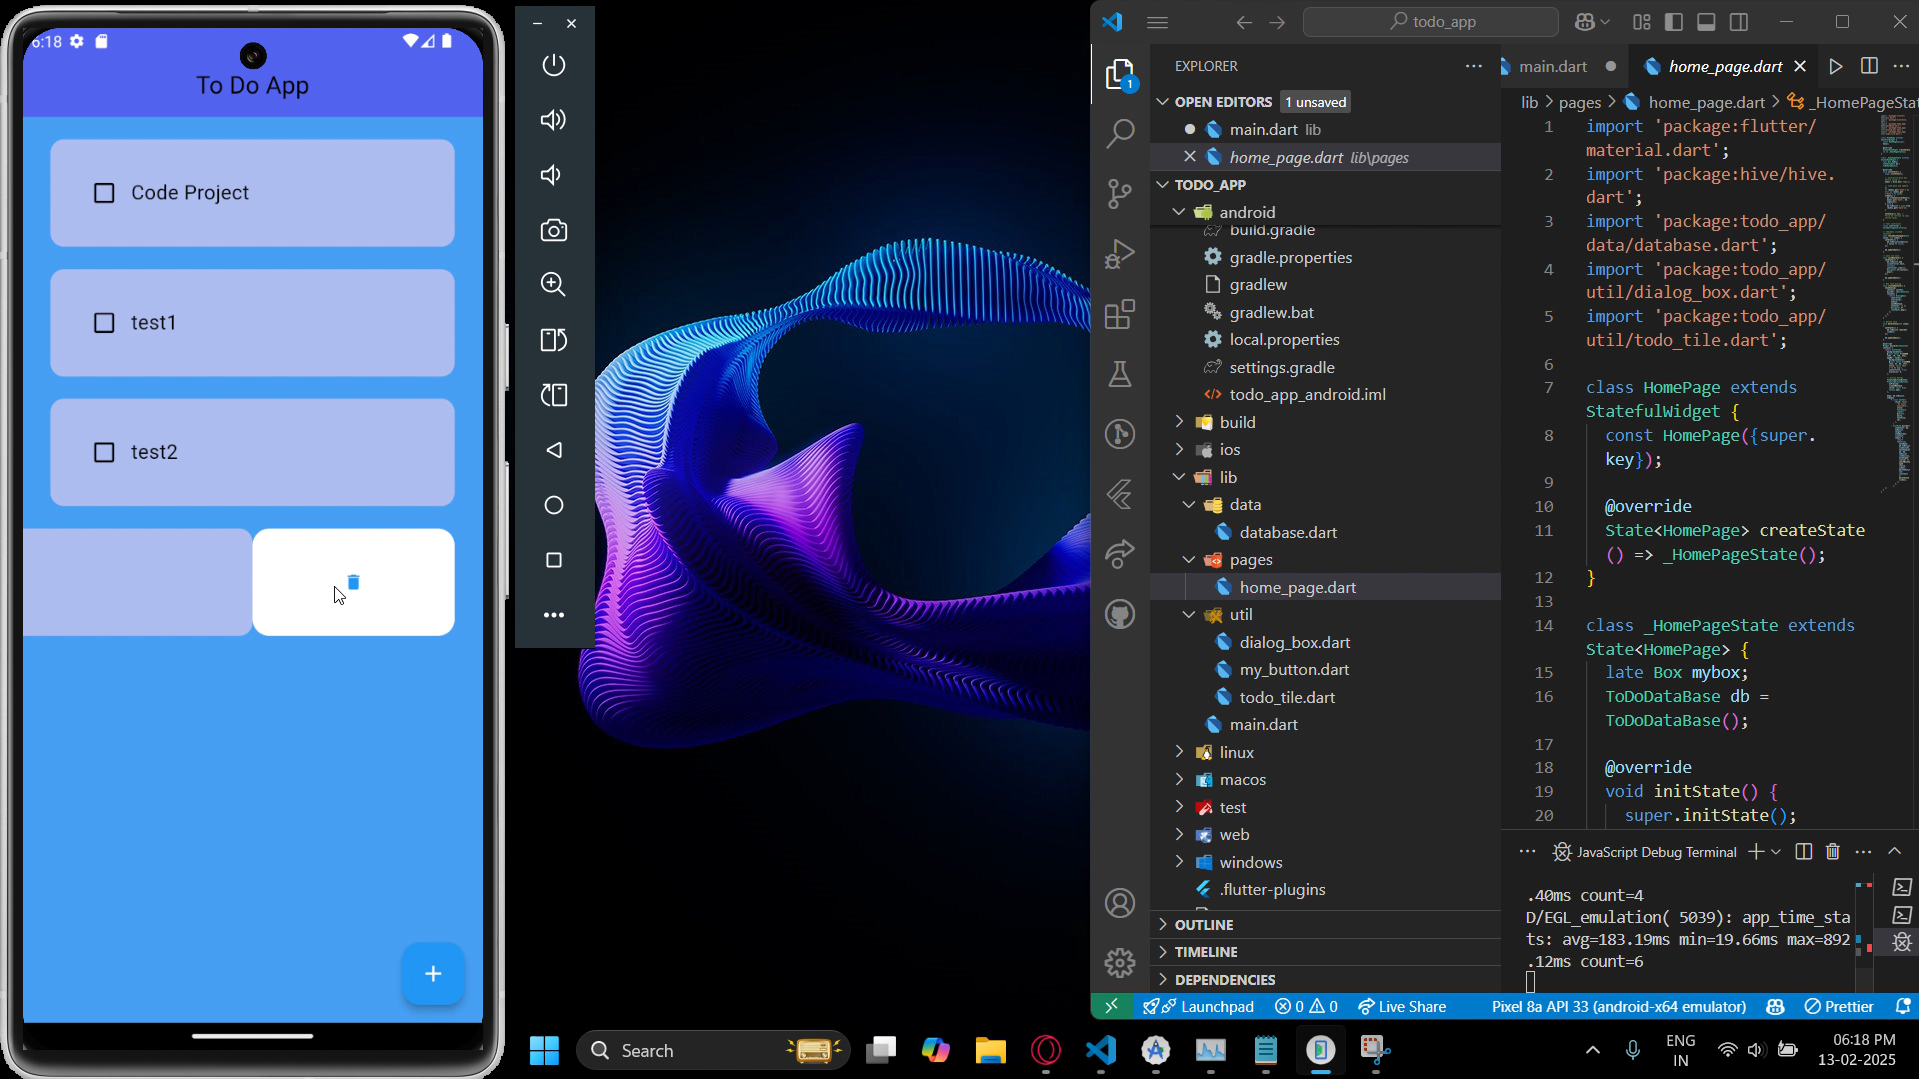 6:18
To Do App
Code Project
test1
test2
todo_app
EXPLORER
OPEN EDITORS 1 unsaved
main.dart lib
home_page.dart lib\pages
TODO_APP
android
build.gradle
gradle.properties
gradlew
gradlew.bat
local.properties
settings.gradle
todo_app_android.iml
build
ios
lib
data
database.dart
pages
home_page.dart
util
dialog_box.dart
my_button.dart
todo_tile.dart
main.dart
linux
macos
test
web
windows
.flutter-plugins
OUTLINE
TIMELINE
DEPENDENCIES
1
main.dart home_page.dart
lib > pages > home_page.dart > _HomePageStat
1 import 'package:flutter/
material.dart';
2 import 'package:hive/hive.
dart';
3 import 'package:todo_app/
data/database.dart';
4 import 'package:todo_app/
util/dialog_box.dart';
5 import 'package:todo_app/
util/todo_tile.dart';
6
7 class HomePage extends
StatefulWidget {
8 const HomePage({super.
key});
9
10 @override
11 State<HomePage> createState
() => _HomePageState();
12 }
13
14 class _HomePageState extends
State<HomePage> {
15 late Box mybox;
16 ToDoDataBase db =
ToDoDataBase();
17
18 @override
19 void initState() {
20 super.initState();
JavaScript Debug Terminal
.40ms count=4
D/EGL_emulation( 5039): app_time_sta
ts: avg=183.19ms min=19.66ms max=892
.12ms count=6
Launchpad 0 0 Live Share Pixel 8a API 33 (android-x64 emulator) Prettier
Search
ENG
IN
06:18 PM
13-02-2025